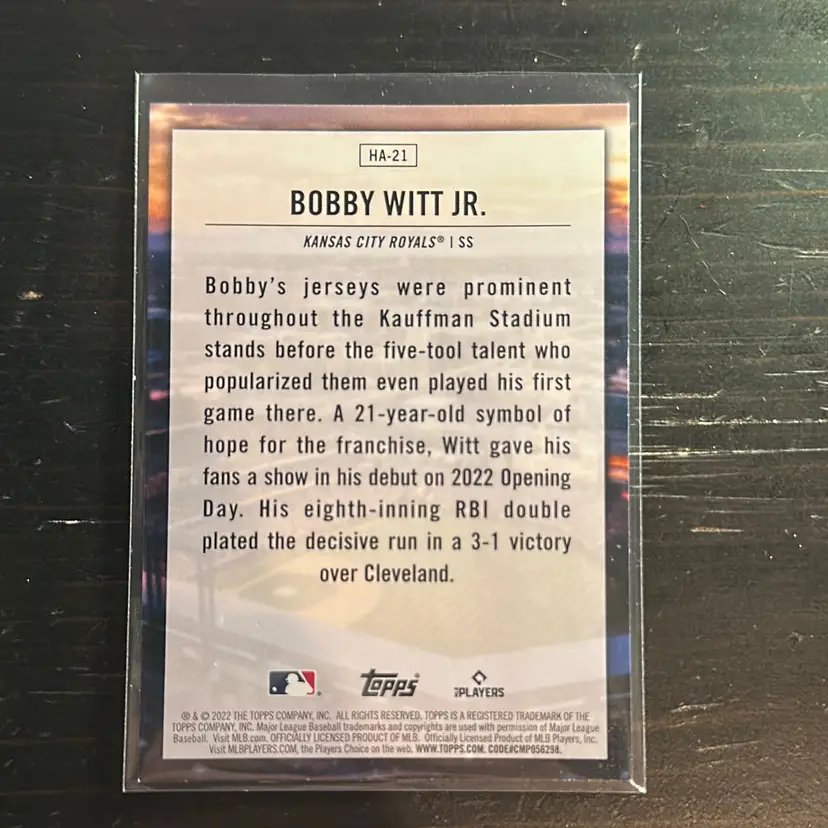 HA-21
BOBBY WITT JR.
KANSAS CITY ROYALS® | SS
Bobby's jerseys were prominent
throughout the Kauffman Stadium
stands before the five-tool talent who
popularized them even played his first
game there. A 21-year-old symbol of
hope for the franchise, Witt gave his
fans a show in his debut on 2022 Opening
Day. His eighth-inning RBI double
plated the decisive run in a 3-1 victory
over Cleveland.
Topps
PLAYERS
® & © 2022 THE TOPPS COMPANY, INC. ALL RIGHTS RESERVED. TOPPS IS A REGISTERED TRADEMARK OF THE
TOPPS COMPANY, INC. Major League Baseball trademarks and copyrights are used with permission of Major League
Baseball. Visit MLB.com. OFFICIALLY LICENSED PRODUCT OF MLB. Officially Licensed Product of MLB Players, Inc.
Visit MLBPLAYERS.COM, the Players Choice on the web. WWW.TOPPS.COM. CODE#CMP056298.